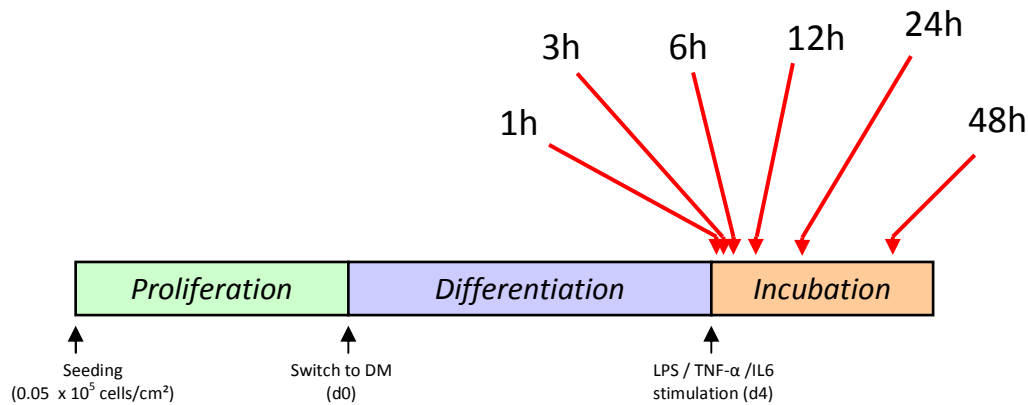 24h
12h
6h
3h
1h
48h
Proliferation
Differentiation
Incubation
Seeding
(0.05 x 10⁵ cells/cm²)
Switch to DM
(d0)
LPS / TNF-α /IL6
stimulation (d4)